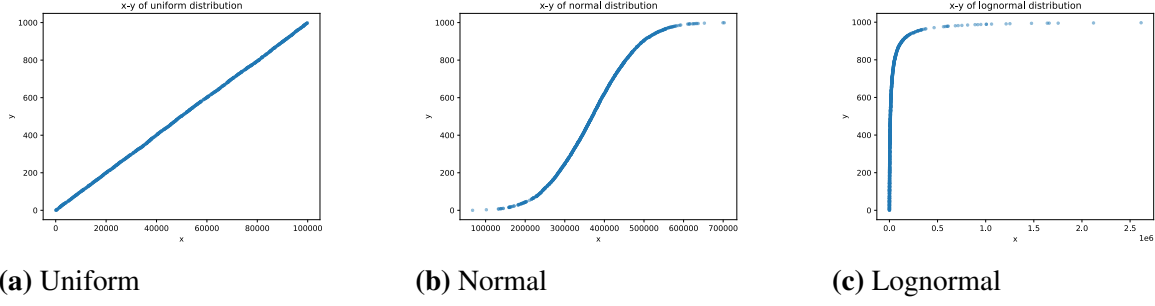 x-y of uniform distribution
1000
800
600
400
200
0
y
0 20000 40000 60000 80000 100000
x
(a) Uniform
x-y of normal distribution
1000
800
600
400
200
0
y
100000 200000 300000 400000 500000 600000 700000
x
(b) Normal
x-y of lognormal distribution
1000
800
600
400
200
0
y
0.0 0.5 1.0 1.5 2.0 2.5
1e6
x
(c) Lognormal